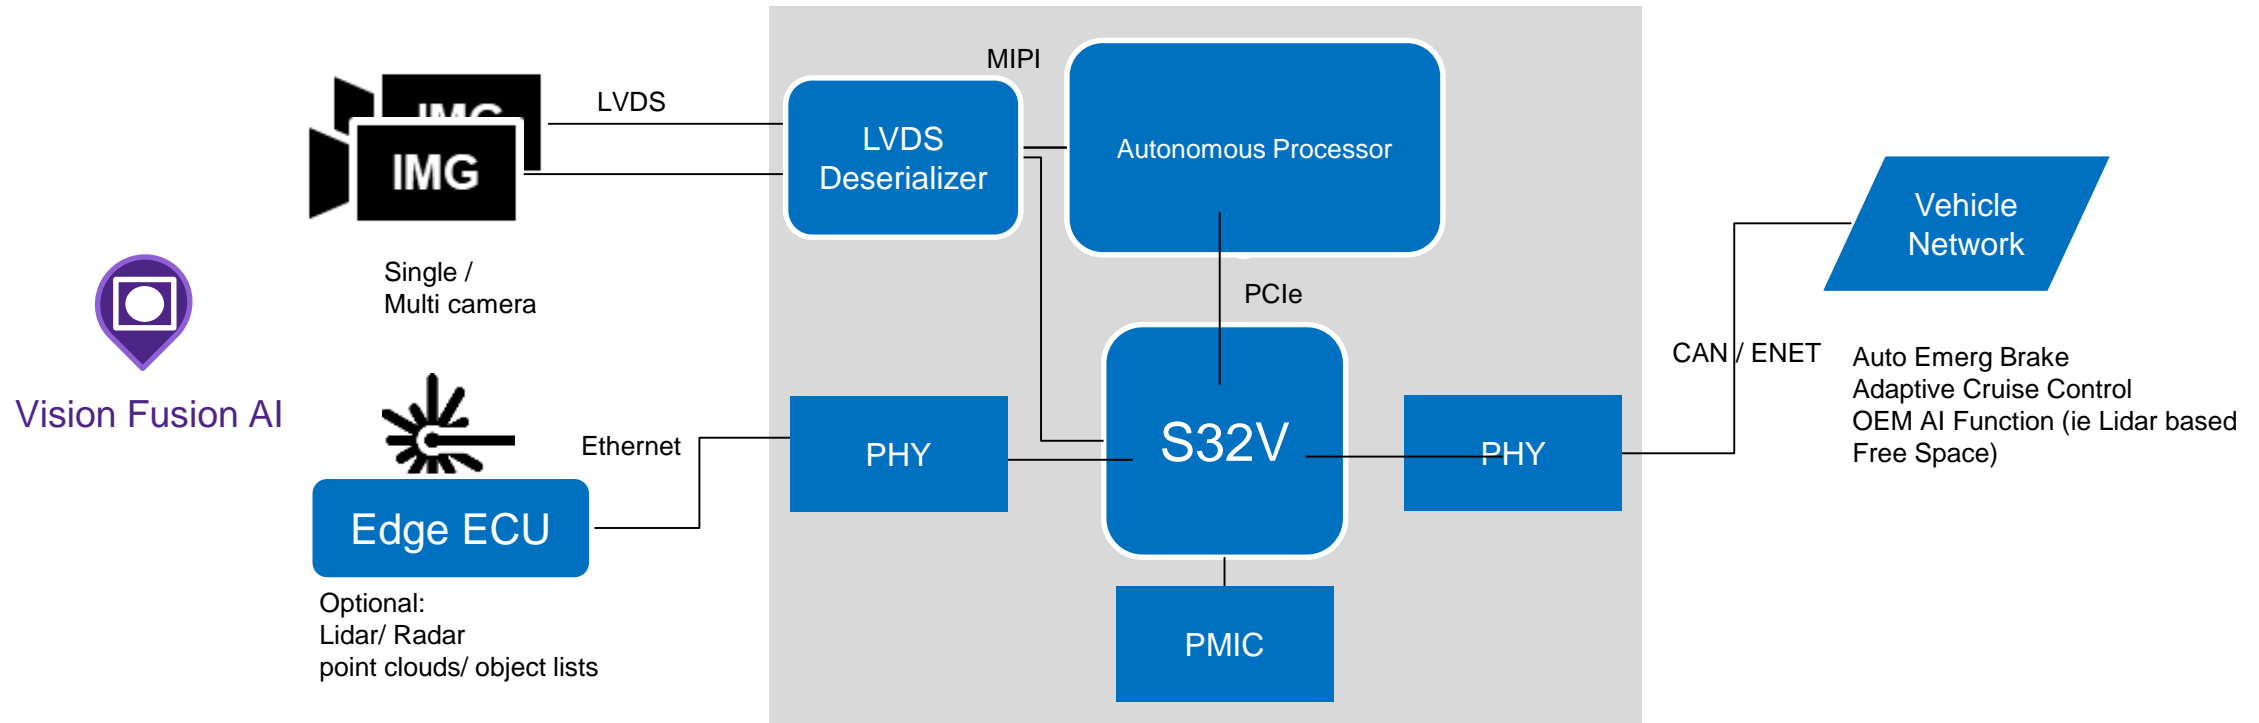 IMG
IMG
Single /
Multi camera
Vision Fusion AI
Edge ECU
Optional:
Lidar/ Radar
point clouds/ object lists
LVDS
Ethernet
LVDS
Deserializer
MIPI
Autonomous Processor
PCIe
PHY
S32V
PHY
PMIC
CAN / ENET
Vehicle
Network
Auto Emerg Brake
Adaptive Cruise Control
OEM AI Function (ie Lidar based
Free Space)